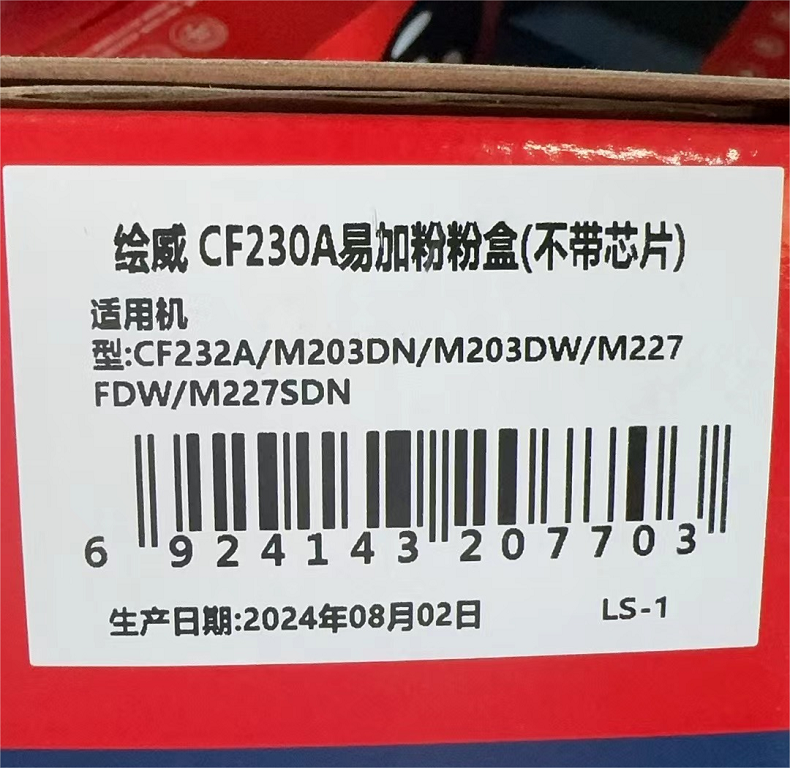 绘威 CF230A易加粉粉盒(不带芯片)
适用机
型:CF232A/M203DN/M203DW/M227
FDW/M227SDN
6 924143 207703
生产日期:2024年08月02日 LS-1